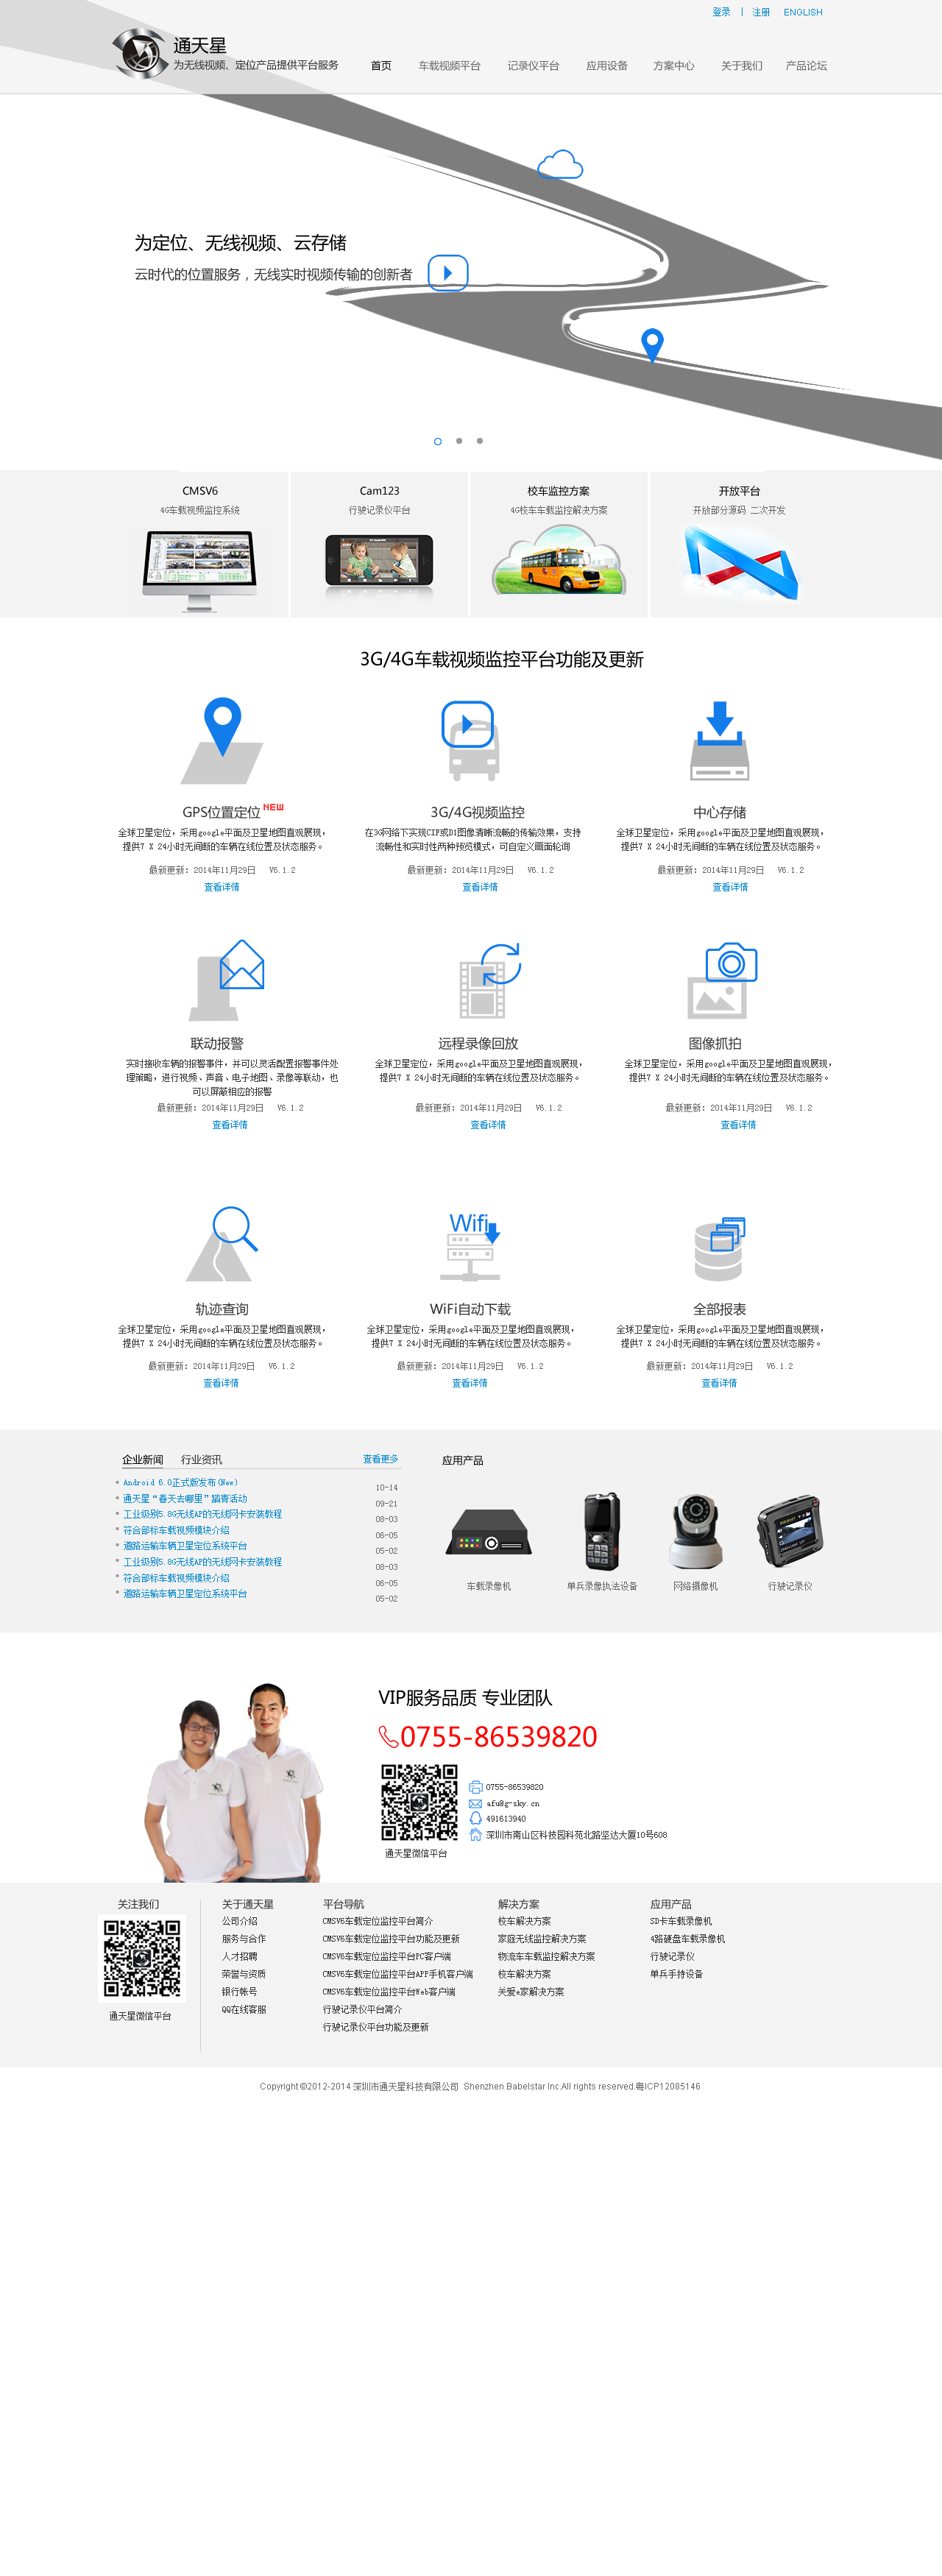 登录 | 注册 ENGLISH
通天星
为无线视频、定位产品提供平台服务
首页 车载视频平台 记录仪平台 应用设备 方案中心 关于我们 产品论坛
为定位、无线视频、云存储
云时代的位置服务，无线实时视频传输的创新者
CMSV6 Cam123 校车监控方案 开放平台
4G车载视频监控系统 行驶记录仪平台 4G校车车载监控解决方案 开放部分源码 二次开发
3G/4G车载视频监控平台功能及更新
GPS位置定位 NEW 3G/4G视频监控 中心存储
全球卫星定位，采用google平面及卫星地图直观展现， 在3G网络下实现CIF或D1图像清晰流畅的传输效果，支持 全球卫星定位，采用google平面及卫星地图直观展现，
提供7 X 24小时无间断的车辆在线位置及状态服务。 流畅性和实时性两种预览模式，可自定义画面轮询 提供7 X 24小时无间断的车辆在线位置及状态服务。
最新更新: 2014年11月29日 V6.1.2 最新更新: 2014年11月29日 V6.1.2 最新更新: 2014年11月29日 V6.1.2
查看详情 查看详情 查看详情
联动报警 远程录像回放 图像抓拍
实时接收车辆的报警事件，并可以灵活配置报警事件处 全球卫星定位，采用google平面及卫星地图直观展现， 全球卫星定位，采用google平面及卫星地图直观展现，
理策略，进行视频、声音、电子地图、录像等联动，也 提供7 X 24小时无间断的车辆在线位置及状态服务。 提供7 X 24小时无间断的车辆在线位置及状态服务。
可以屏蔽相应的报警
最新更新: 2014年11月29日 V6.1.2 最新更新: 2014年11月29日 V6.1.2 最新更新: 2014年11月29日 V6.1.2
查看详情 查看详情 查看详情
Wifi
轨迹查询 WiFi自动下载 全部报表
全球卫星定位，采用google平面及卫星地图直观展现， 全球卫星定位，采用google平面及卫星地图直观展现， 全球卫星定位，采用google平面及卫星地图直观展现，
提供7 X 24小时无间断的车辆在线位置及状态服务。 提供7 X 24小时无间断的车辆在线位置及状态服务。 提供7 X 24小时无间断的车辆在线位置及状态服务。
最新更新: 2014年11月29日 V6.1.2 最新更新: 2014年11月29日 V6.1.2 最新更新: 2014年11月29日 V6.1.2
查看详情 查看详情 查看详情
企业新闻 行业资讯 查看更多
Android 6.0正式版发布(New) 10-14
通天星“春天去哪里”踏青活动 09-21
工业级别5.8G无线AP的无线网卡安装教程 08-03
符合部标车载视频模块介绍 06-05
道路运输车辆卫星定位系统平台 05-02
工业级别5.8G无线AP的无线网卡安装教程 08-03
符合部标车载视频模块介绍 06-05
道路运输车辆卫星定位系统平台 05-02
应用产品
车载录像机 单兵录像执法设备 网络摄像机 行驶记录仪
VIP服务品质 专业团队
0755-86539820
0755-86539820
afu@g-sky.cn
491613940
深圳市南山区科技园科苑北路坚达大厦10号608
通天星微信平台
关注我们
通天星微信平台
关于通天星
公司介绍
服务与合作
人才招聘
荣誉与资质
银行帐号
QQ在线客服
平台导航
CMSV6车载定位监控平台简介
CMSV6车载定位监控平台功能及更新
CMSV6车载定位监控平台PC客户端
CMSV6车载定位监控平台APP手机客户端
CMSV6车载定位监控平台Web客户端
行驶记录仪平台简介
行驶记录仪平台功能及更新
解决方案
校车解决方案
家庭无线监控解决方案
物流车车载监控解决方案
校车解决方案
关爱e家解决方案
应用产品
SD卡车载录像机
4路硬盘车载录像机
行驶记录仪
单兵手持设备
Copyright ©2012-2014 深圳市通天星科技有限公司 Shenzhen Babelstar Inc.All rights reserved.粤ICP12085146